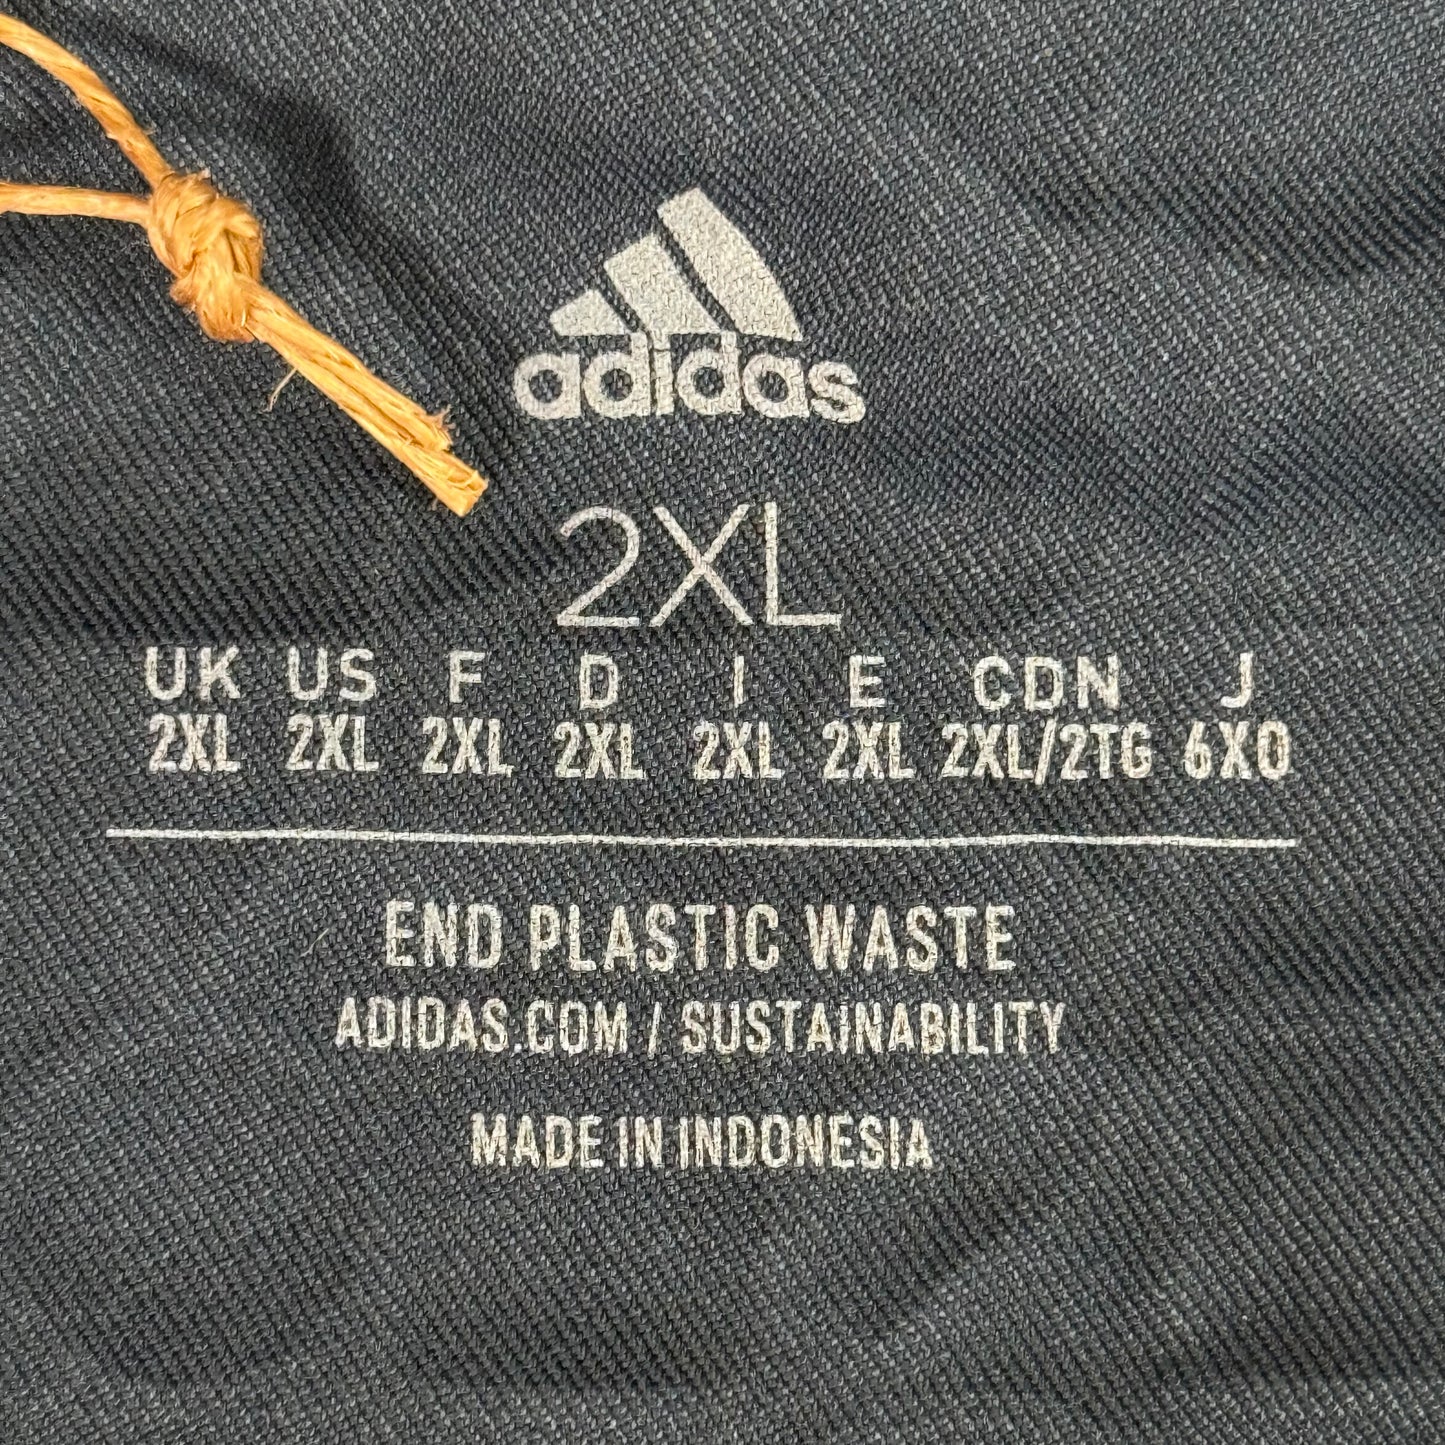 adidas
2XL
UK US F D I E CDN J
2XL 2XL 2XL 2XL 2XL 2XL 2XL/2TG 6XO
END PLASTIC WASTE
ADIDAS.COM / SUSTAINABILITY
MADE IN INDONESIA